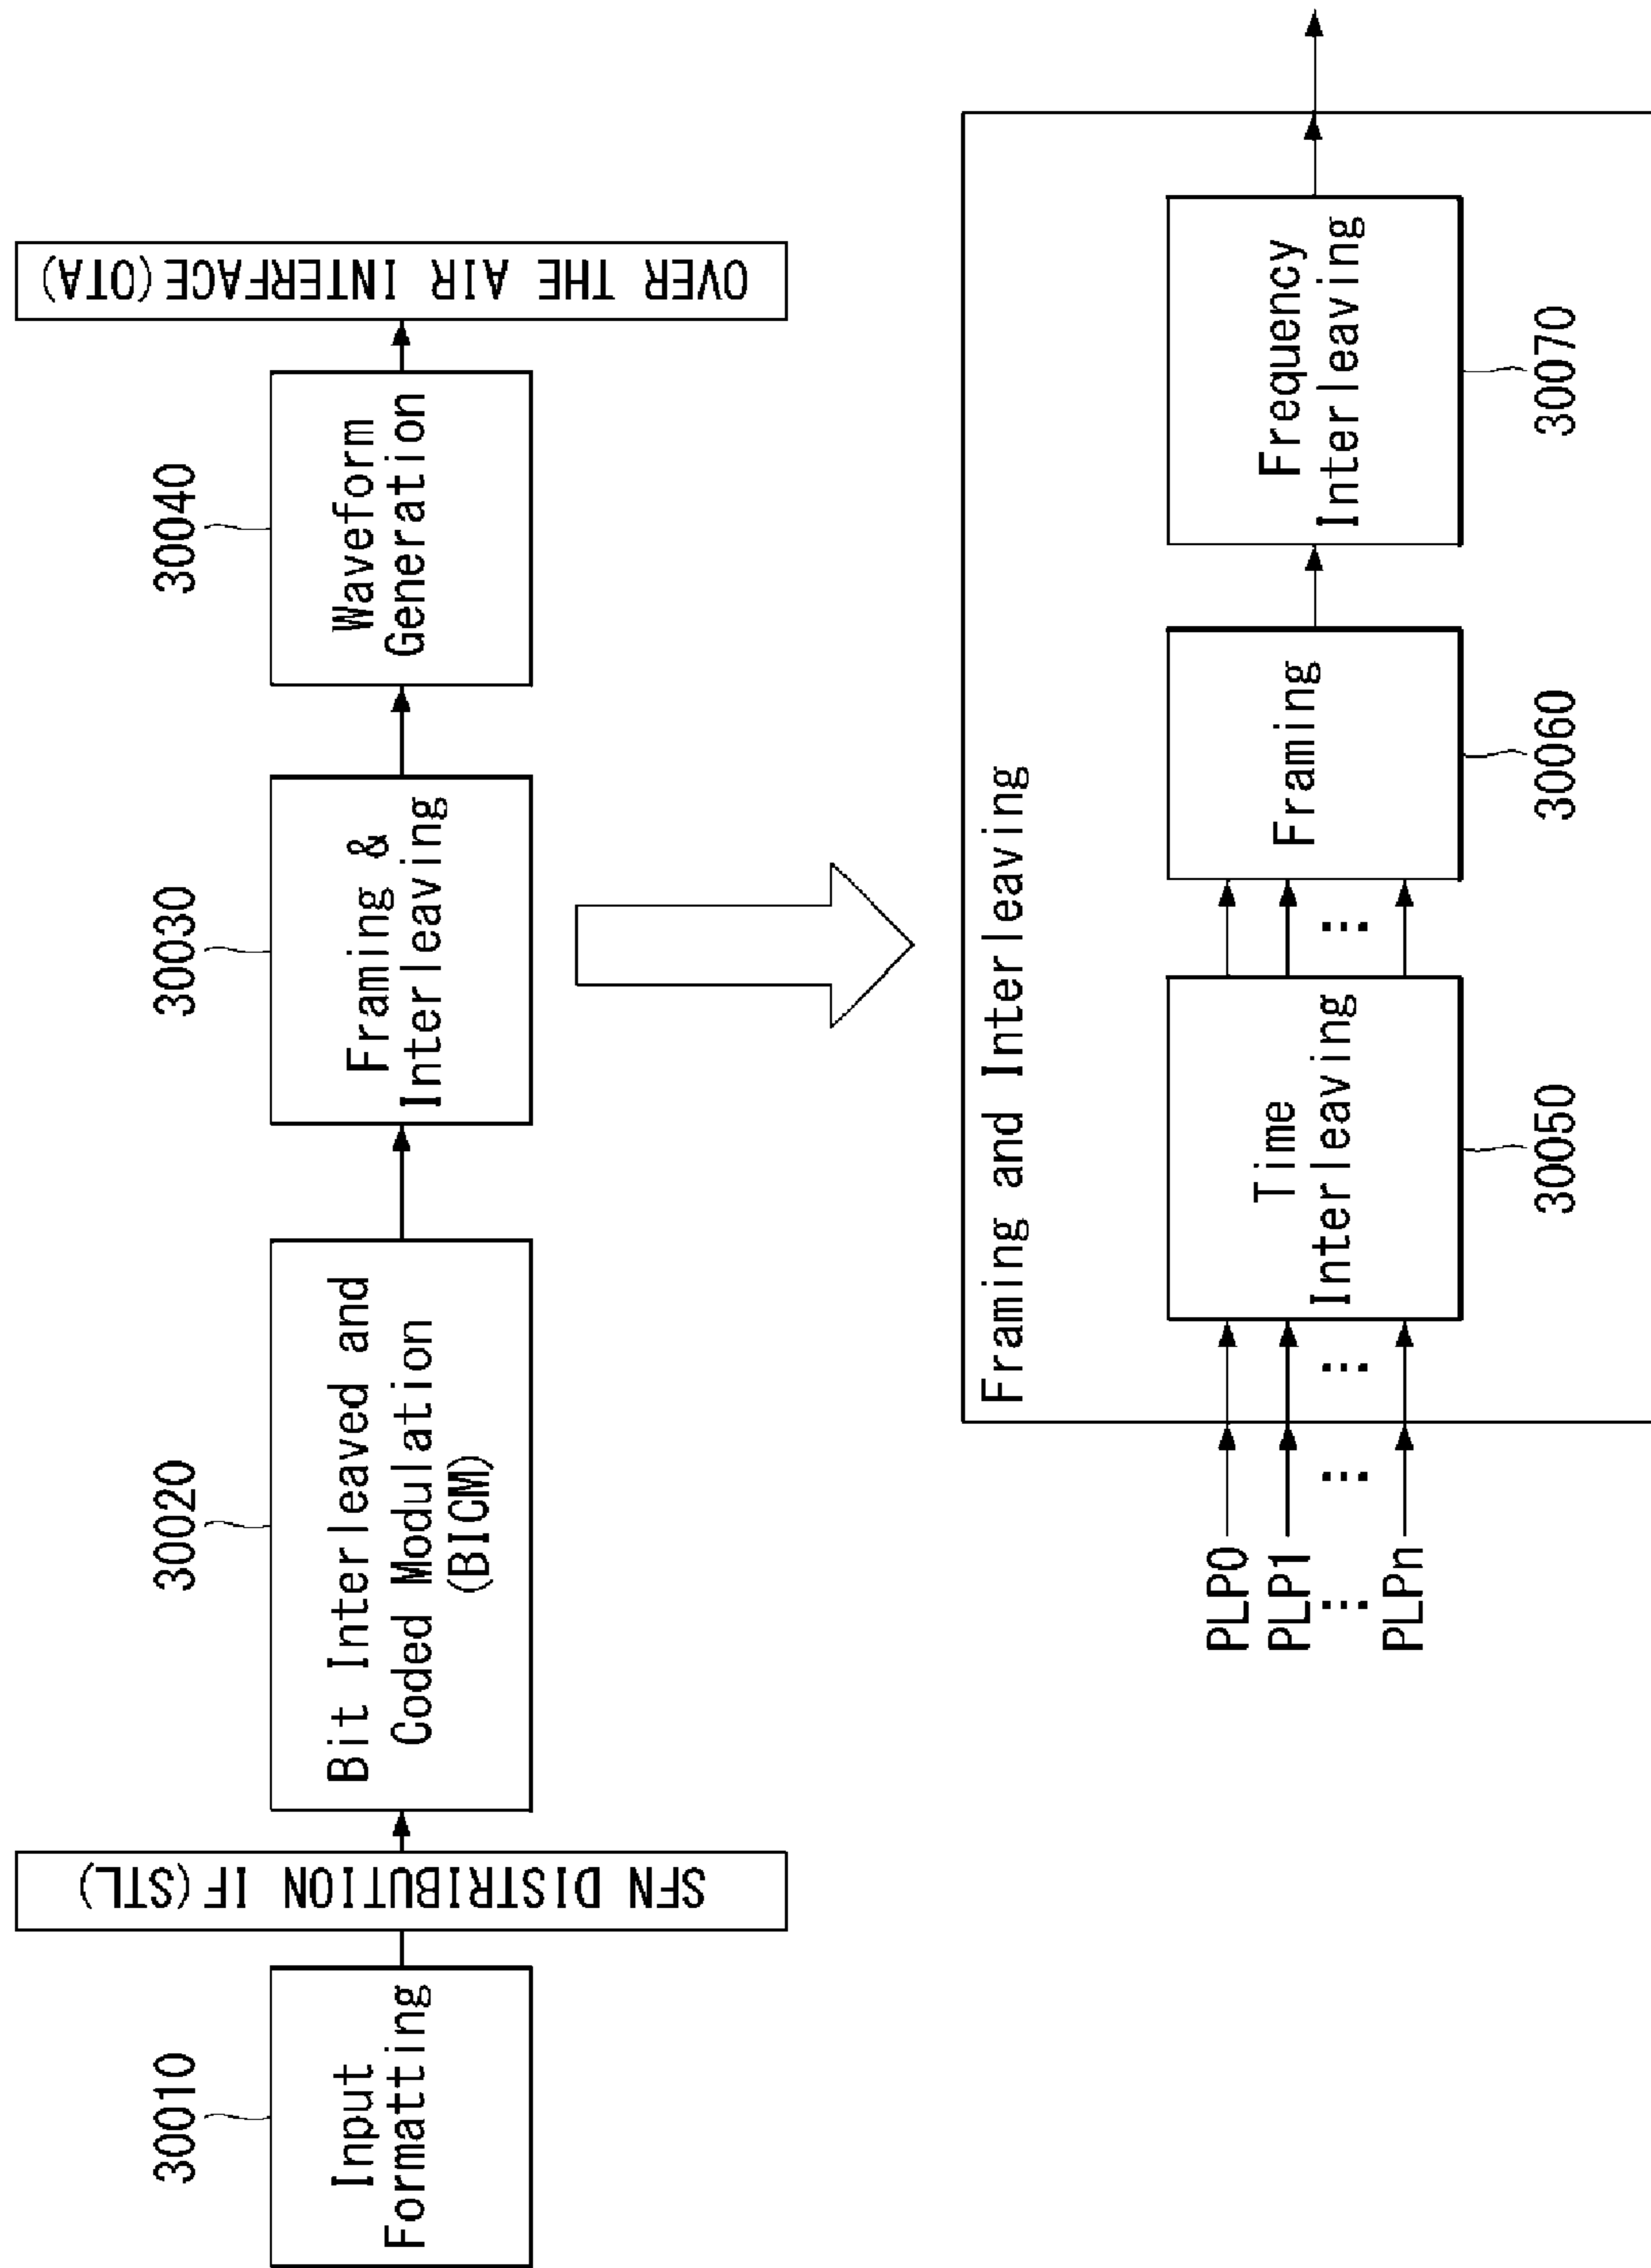 30010
Input
Formatting
SFN DISTRIBUTION IF(STL)
30020
Bit Interleaved and
Coded Modulation
(BICM)
30030
Framing &
Interleaving
30040
Waveform
Generation
OVER THE AIR INTERFACE(OTA)
Framing and Interleaving
PLP0
PLP1
⋮
PLPn
⋮
⋮
Time
Interleaving
30050
⋮
Framing
30060
Frequency
Interleaving
30070